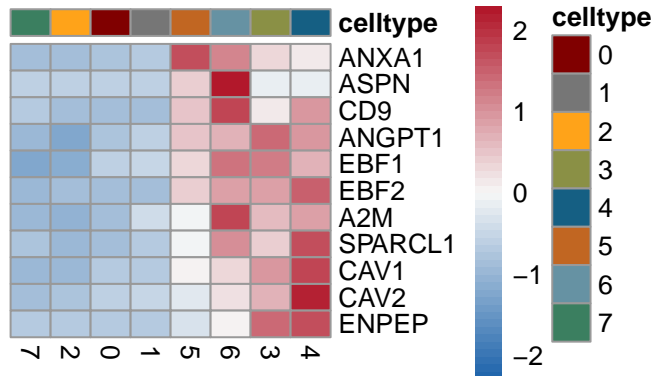 celltype
ANXA1
ASPN
CD9
ANGPT1
EBF1
EBF2
A2M
SPARCL1
CAV1
CAV2
ENPEP
7 2 0 1 5 6 3 4
2
1
0
−1
−2
celltype
0
1
2
3
4
5
6
7